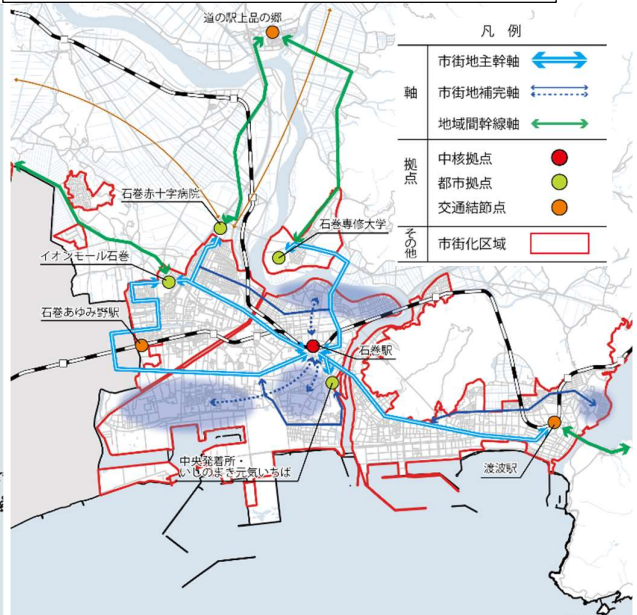 道の駅上品の郷
凡 例
軸
市街地主幹軸
市街地補完軸
地域間幹線軸
拠点
中核拠点
都市拠点
交通結節点
その他
市街化区域
石巻赤十字病院
石巻専修大学
イオンモール石巻
石巻あゆみ野駅
石巻駅
中央発着所・
いしのまき元気いちば
渡波駅